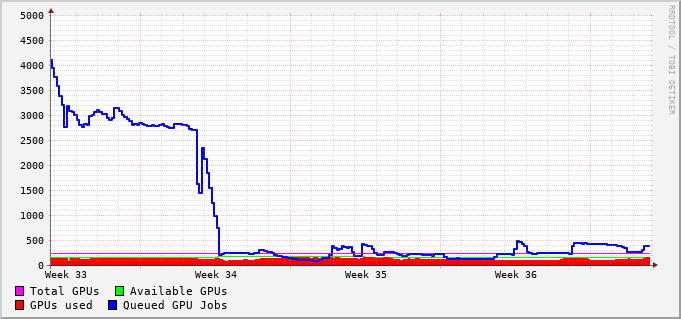 5000
4500
4000
3500
3000
2500
2000
1500
1000
500
0
Week 33 Week 34 Week 35 Week 36
Total GPUs Available GPUs
GPUs used Queued GPU Jobs
RRDTOOL / TOBI OETIKER